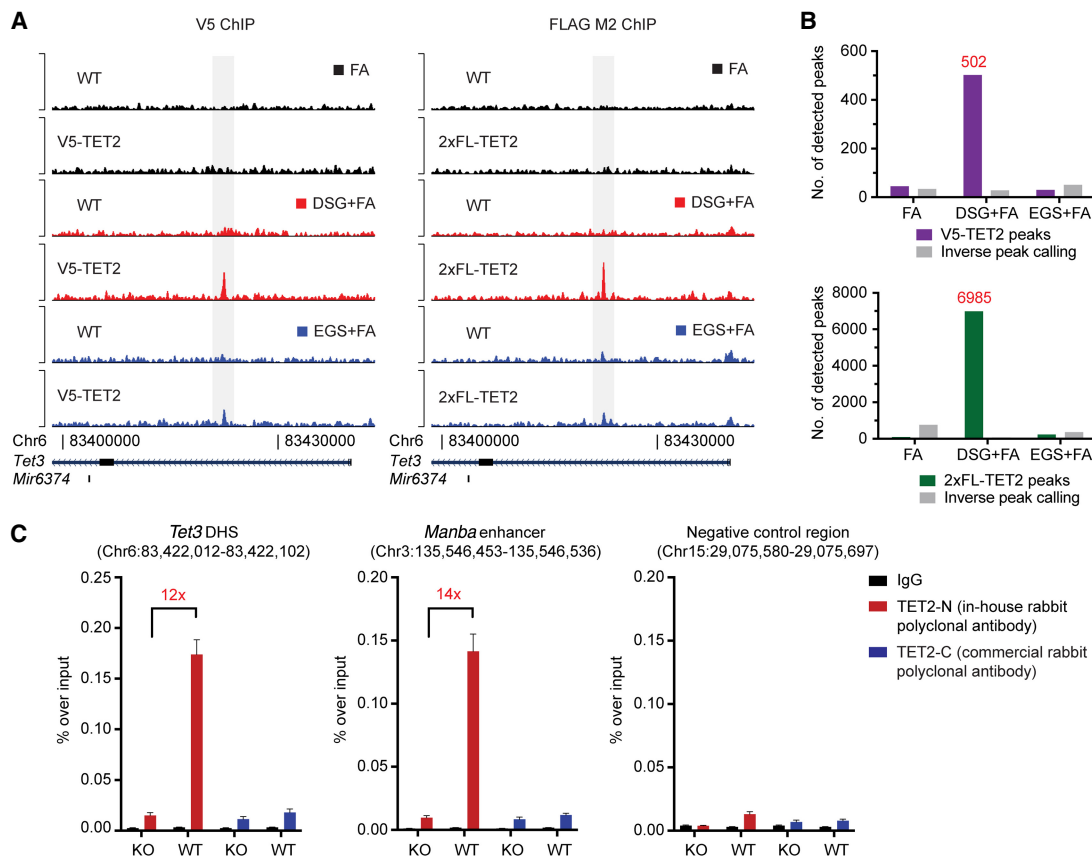 A
V5 ChIP
FLAG M2 ChIP
WT
FA
V5-TET2
WT
DSG+FA
V5-TET2
WT
EGS+FA
V5-TET2
Chr6 83400000 83430000
Tet3
Mir6374
WT
FA
2xFL-TET2
WT
DSG+FA
2xFL-TET2
WT
EGS+FA
2xFL-TET2
Chr6 83400000 83430000
Tet3
Mir6374
B
No. of detected peaks
600
400
200
0
502
FA DSG+FA EGS+FA
V5-TET2 peaks
Inverse peak calling
No. of detected peaks
8000
6000
4000
2000
0
6985
FA DSG+FA EGS+FA
2xFL-TET2 peaks
Inverse peak calling
C
Tet3 DHS
(Chr6:83,422,012-83,422,102)
% over input
0.25
0.20
0.15
0.10
0.05
0.00
12x
KO WT KO WT
Manba enhancer
(Chr3:135,546,453-135,546,536)
% over input
0.20
0.15
0.10
0.05
0.00
14x
KO WT KO WT
Negative control region
(Chr15:29,075,580-29,075,697)
% over input
0.20
0.15
0.10
0.05
0.00
KO WT KO WT
IgG
TET2-N (in-house rabbit
polyclonal antibody)
TET2-C (commercial rabbit
polyclonal antibody)